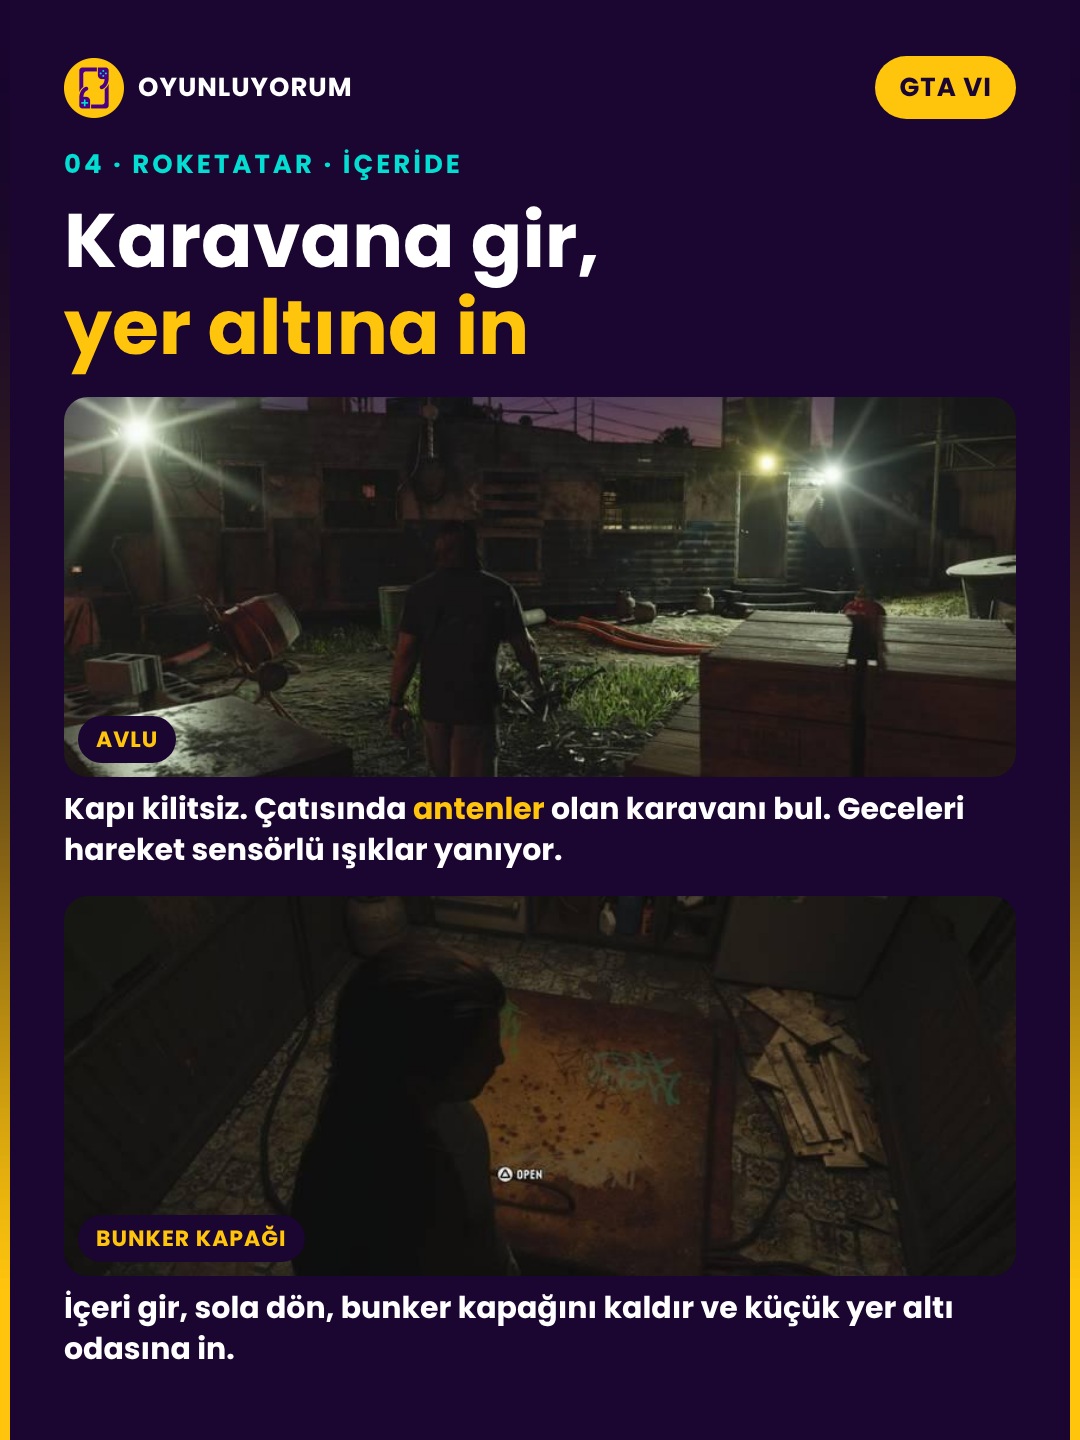 OYUNLUYORUM
GTA VI
04 · ROKETATAR · İÇERİDE
Karavana gir,
yer altına in
AVLU
Kapı kilitsiz. Çatısında antenler olan karavanı bul. Geceleri
hareket sensörlü ışıklar yanıyor.
OPEN
BUNKER KAPAĞI
İçeri gir, sola dön, bunker kapağını kaldır ve küçük yer altı
odasına in.